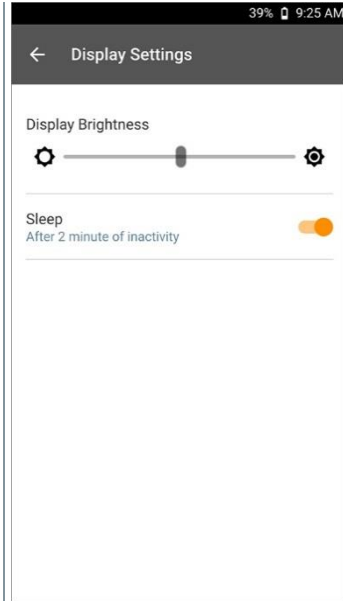 39% 9:25 AM
Display Settings
Display Brightness
Sleep
After 2 minute of inactivity